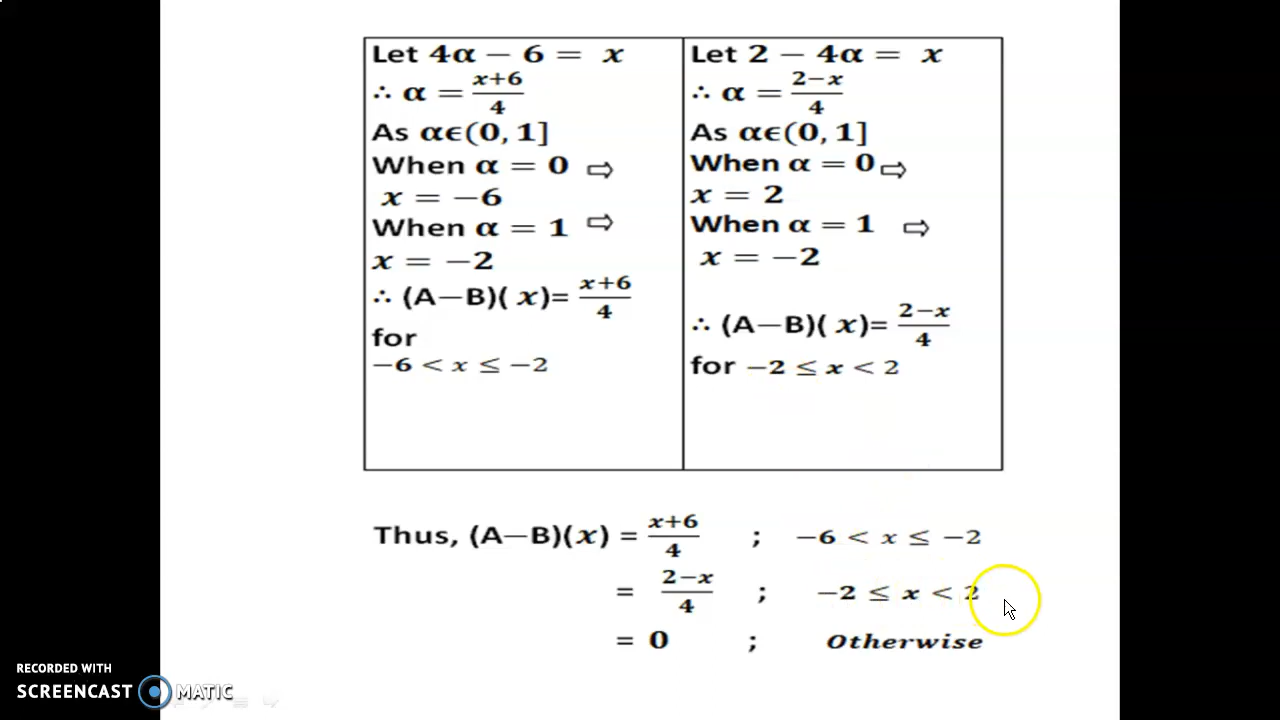 Let 4α − 6 = x
∴ α = (x+6)/4
As αϵ(0, 1]
When α = 0 ⇨
x = −6
When α = 1 ⇨
x = −2
∴ (A−B)( x)= (x+6)/4
for
−6 < x ≤ −2
Let 2 − 4α = x
∴ α = (2−x)/4
As αϵ(0, 1]
When α = 0 ⇨
x = 2
When α = 1 ⇨
x = −2
∴ (A−B)( x)= (2−x)/4
for −2 ≤ x < 2
Thus, (A−B)(x) = (x+6)/4 ; −6 < x ≤ −2
= (2−x)/4 ; −2 ≤ x < 2
= 0 ; Otherwise
RECORDED WITH
SCREENCAST MATIC